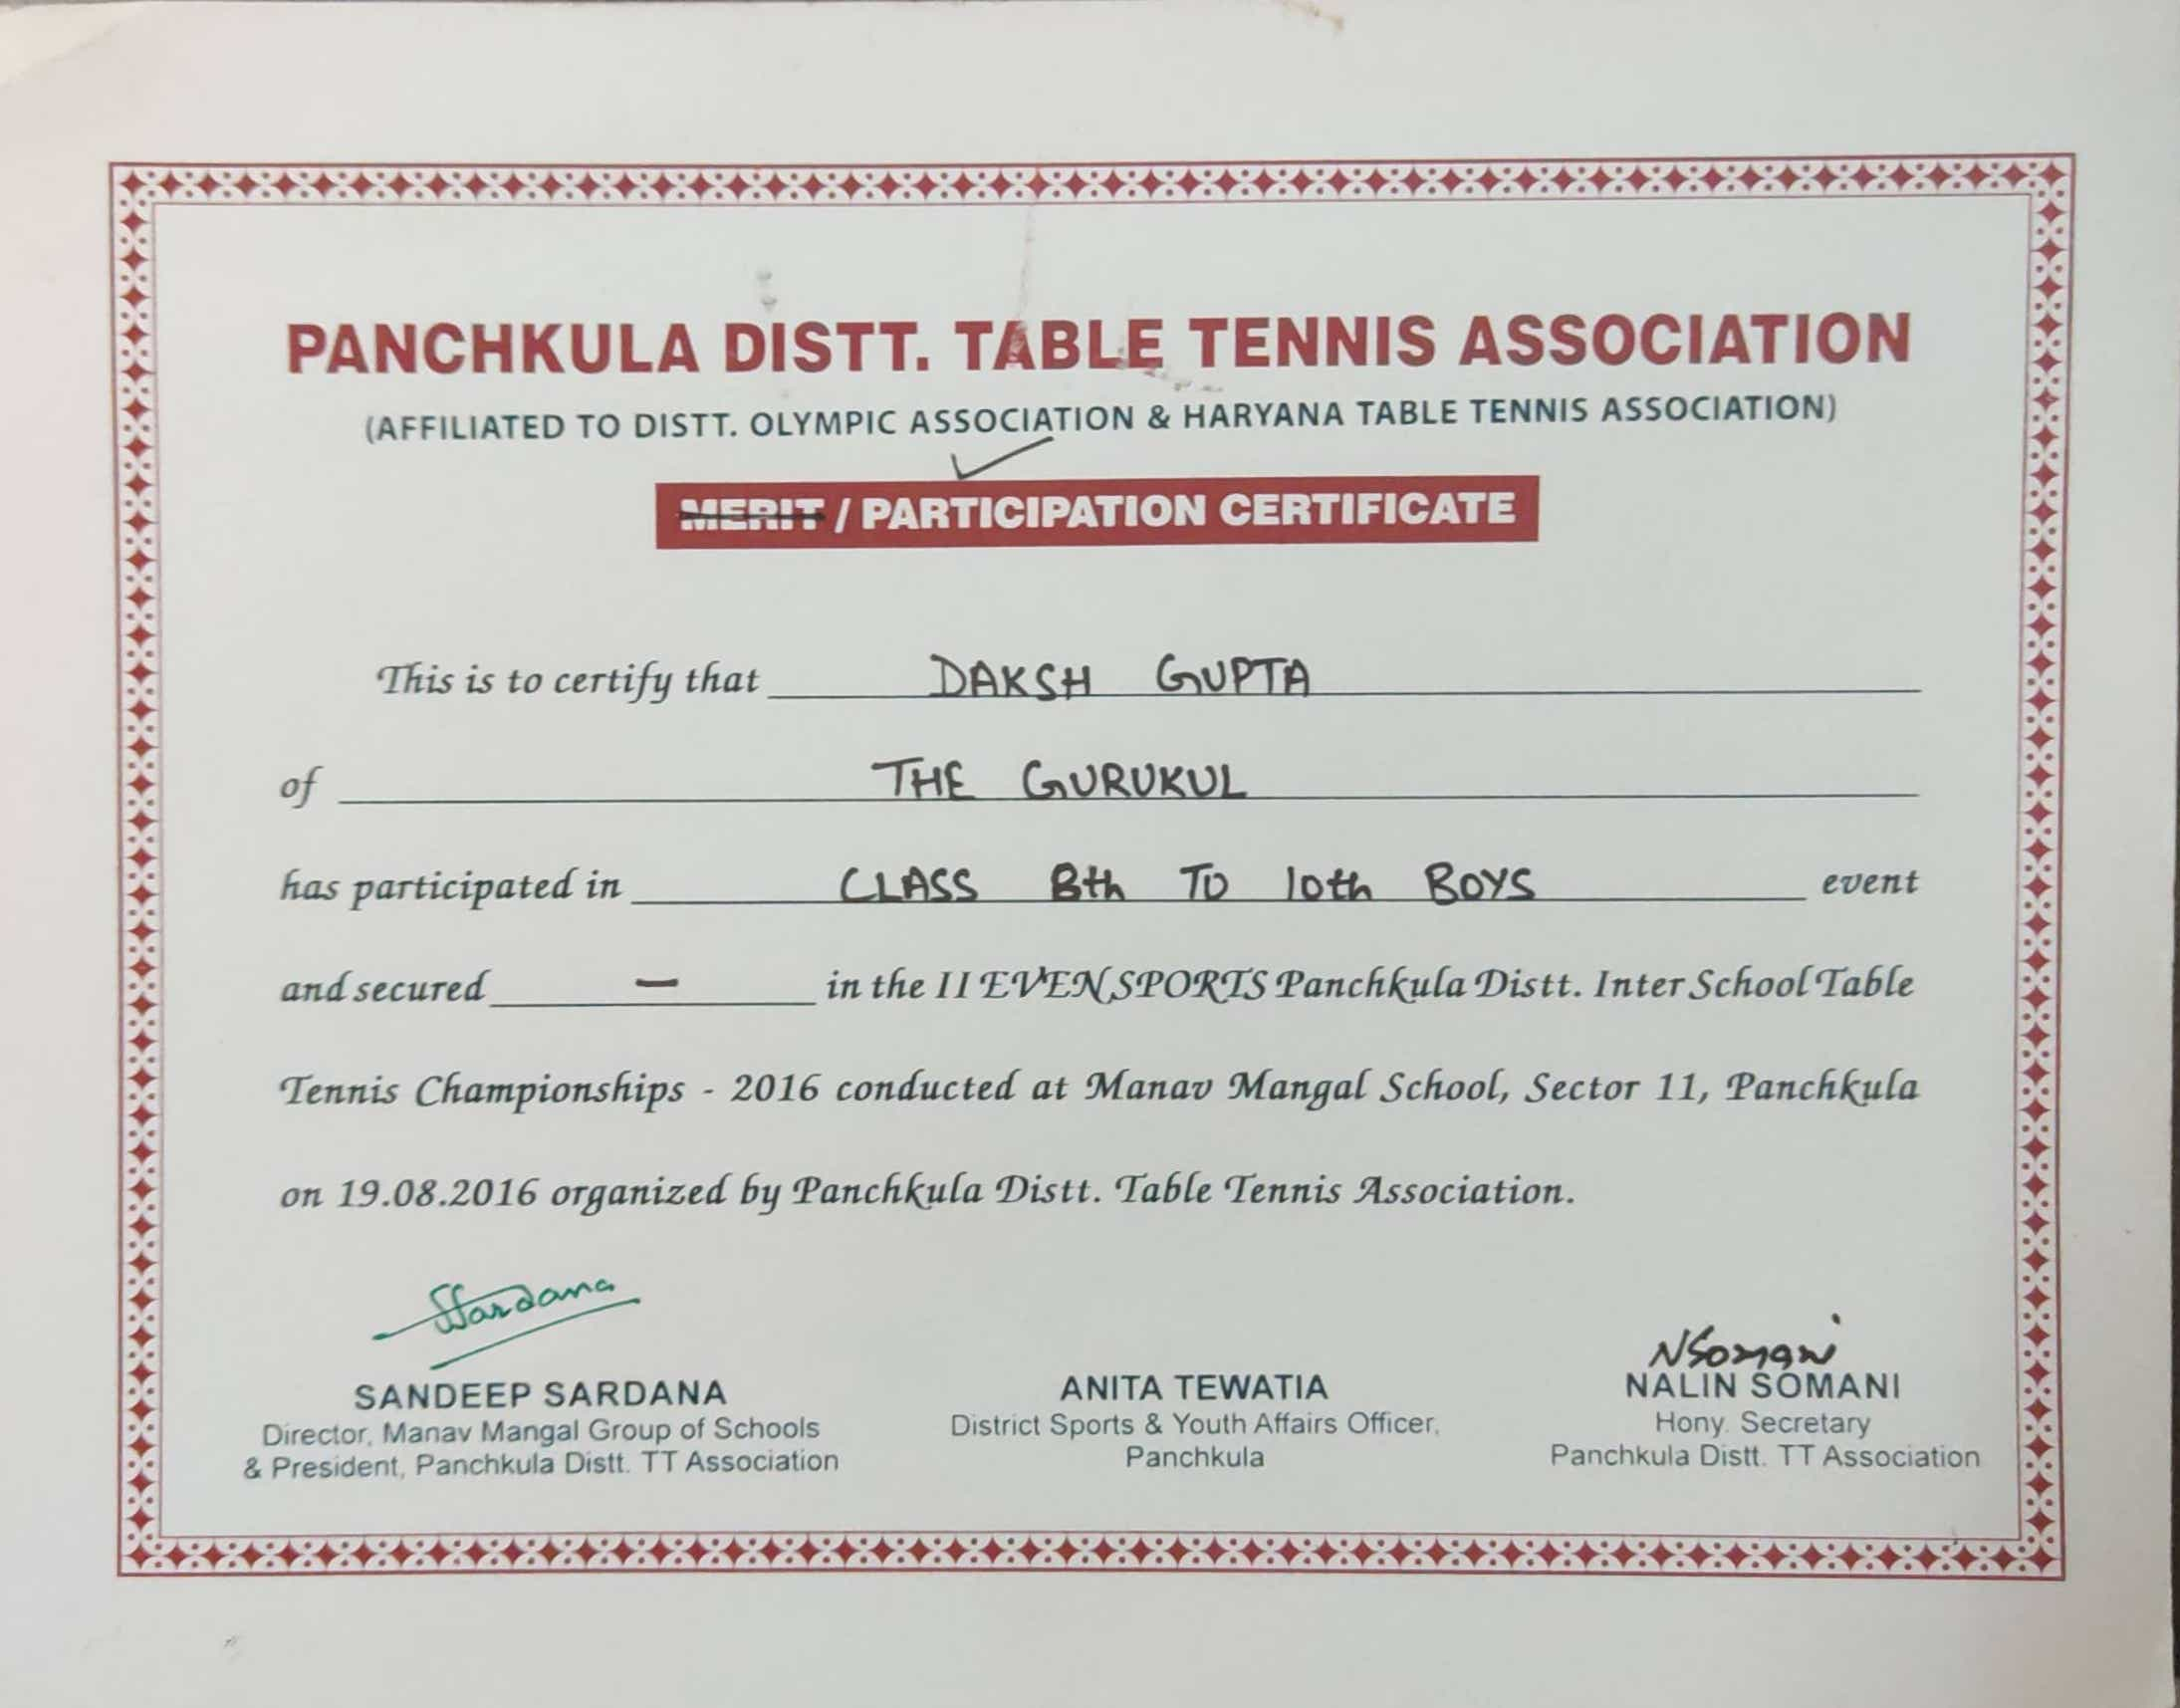 PANCHKULA DISTT. TABLE TENNIS ASSOCIATION
(AFFILIATED TO DISTT. OLYMPIC ASSOCIATION & HARYANA TABLE TENNIS ASSOCIATION)
MERIT / PARTICIPATION CERTIFICATE
This is to certify that DAKSH GUPTA
of THE GURUKUL
has participated in CLASS 8th TO 10th BOYS event
and secured — in the II EVEN SPORTS Panchkula Distt. Inter School Table
Tennis Championships - 2016 conducted at Manav Mangal School, Sector 11, Panchkula
on 19.08.2016 organized by Panchkula Distt. Table Tennis Association.
SSardana
SANDEEP SARDANA
Director, Manav Mangal Group of Schools
& President, Panchkula Distt. TT Association
ANITA TEWATIA
District Sports & Youth Affairs Officer,
Panchkula
NSomani
NALIN SOMANI
Hony. Secretary
Panchkula Distt. TT Association